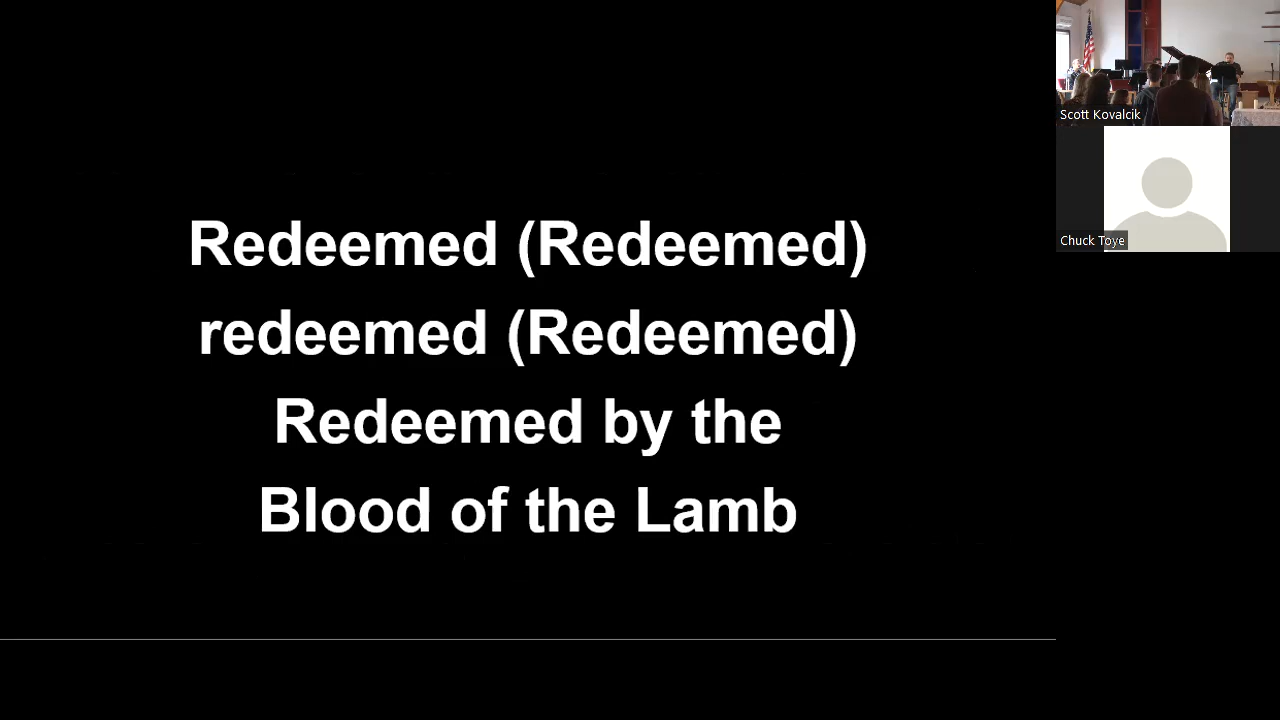 Redeemed (Redeemed)
redeemed (Redeemed)
Redeemed by the
Blood of the Lamb
Scott Kovalcik
Chuck Toye